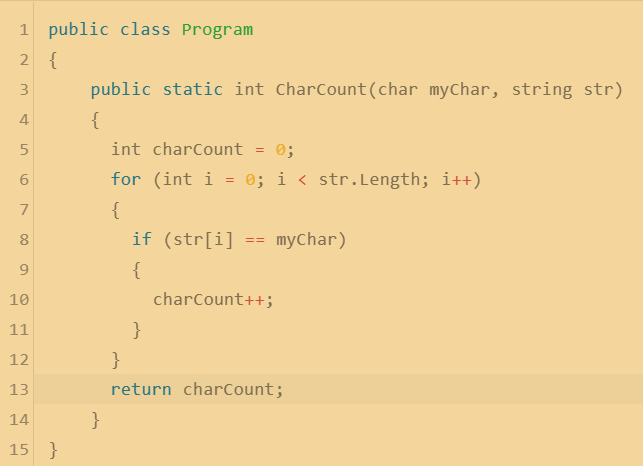 1 public class Program
2 {
3     public static int CharCount(char myChar, string str)
4     {
5       int charCount = 0;
6       for (int i = 0; i < str.Length; i++)
7       {
8         if (str[i] == myChar)
9         {
10          charCount++;
11        }
12      }
13      return charCount;
14    }
15 }